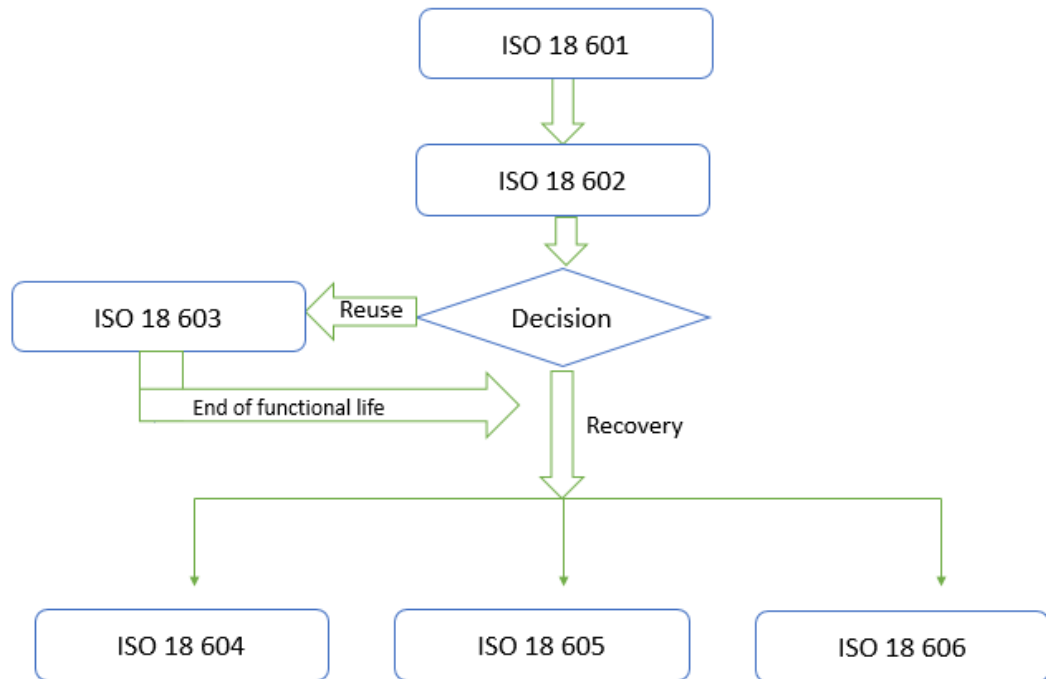 ISO 18 601
ISO 18 602
Decision
Reuse
ISO 18 603
End of functional life
Recovery
ISO 18 604
ISO 18 605
ISO 18 606